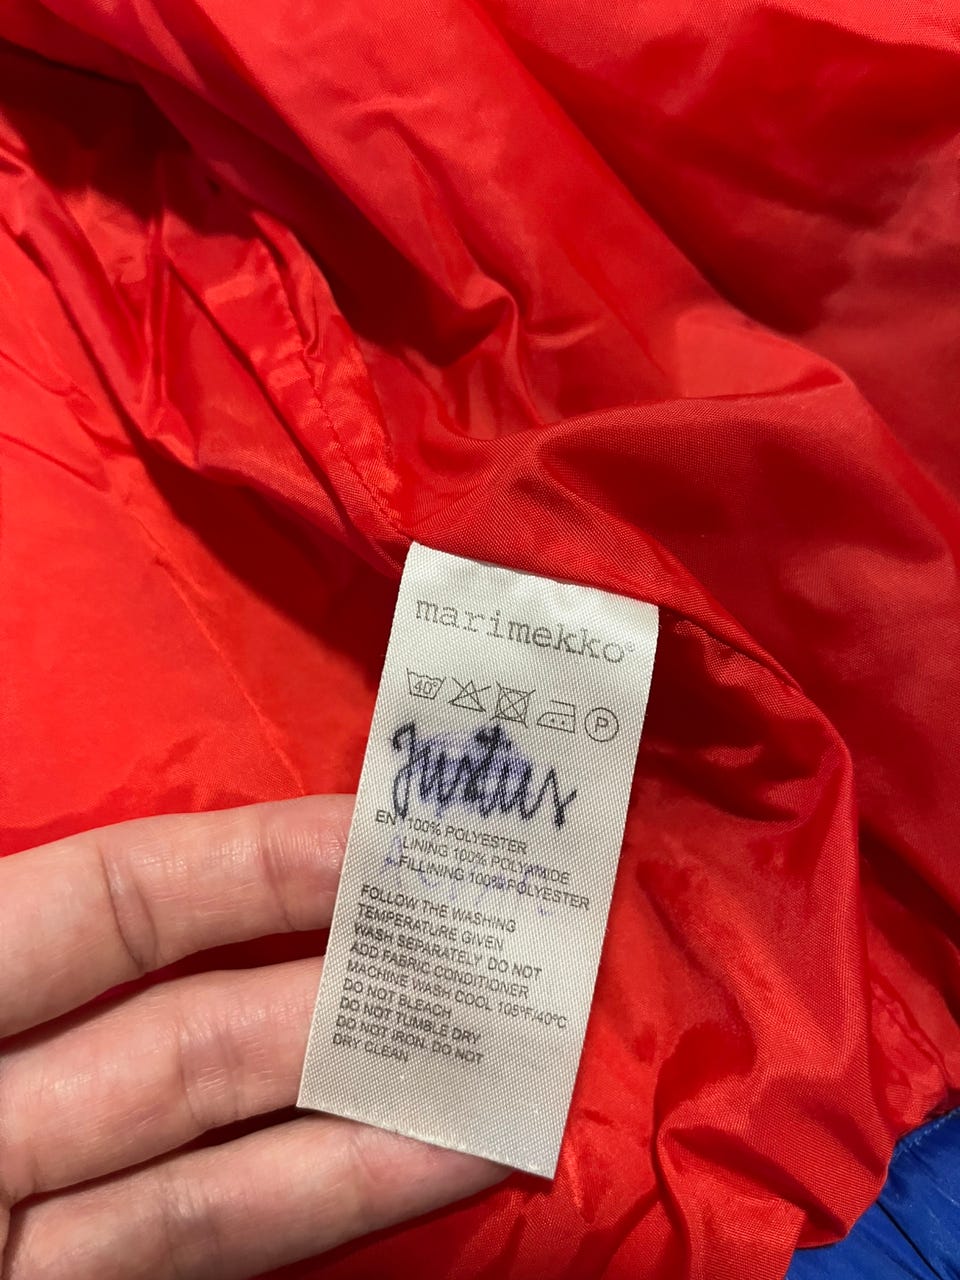 marimekko®
40° P
Justus
EN 100% POLYESTER
LINING 100% POLYAMIDE
FILLINING 100% POLYESTER
FOLLOW THE WASHING
TEMPERATURE GIVEN
WASH SEPARATELY DO NOT
ADD FABRIC CONDITIONER
MACHINE WASH COOL 105°F/40°C
DO NOT BLEACH
DO NOT TUMBLE DRY
DO NOT IRON. DO NOT
DRY CLEAN